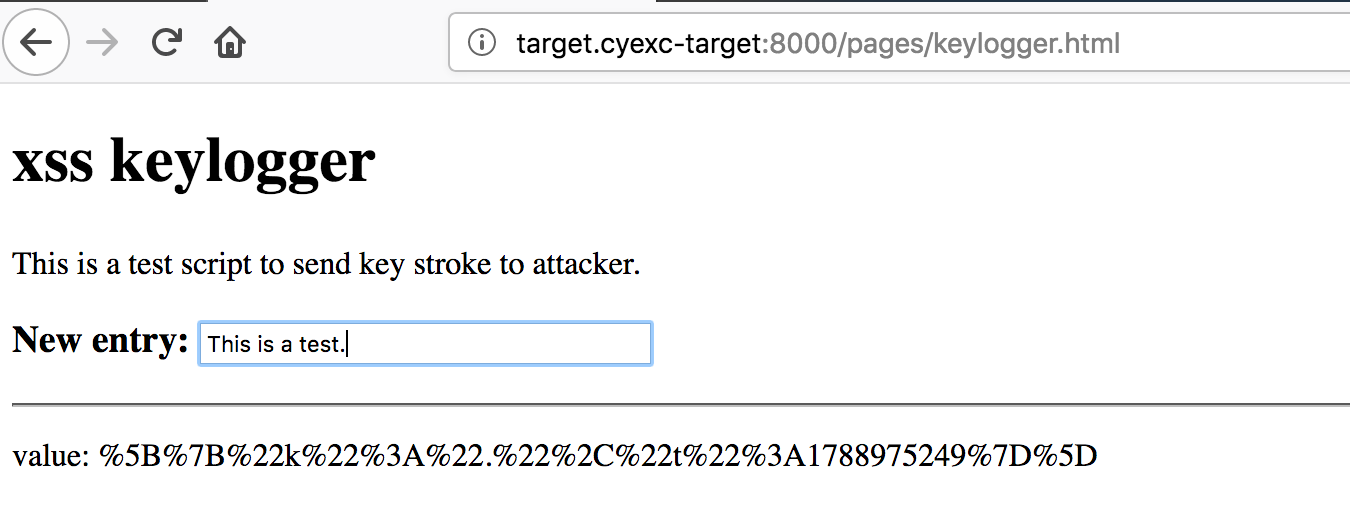 target.cyexc-target:8000/pages/keylogger.html
xss keylogger
This is a test script to send key stroke to attacker.
New entry: This is a test.
value: %5B%7B%22k%22%3A%22.%22%2C%22t%22%3A1788975249%7D%5D